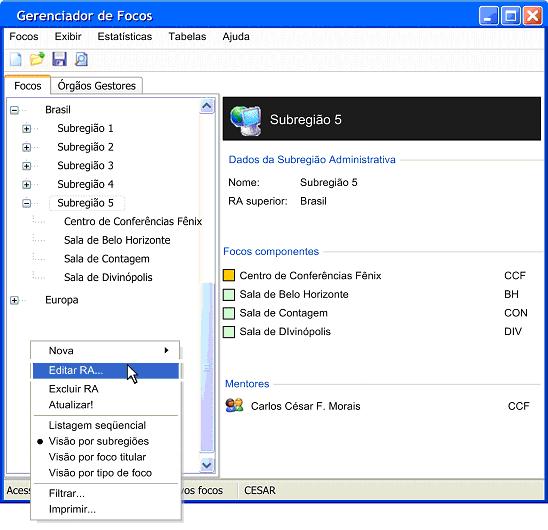 Gerenciador de Focos
Focos Exibir Estatísticas Tabelas Ajuda
Focos Órgãos Gestores
Brasil
Subregião 1
Subregião 2
Subregião 3
Subregião 4
Subregião 5
Centro de Conferências Fênix
Sala de Belo Horizonte
Sala de Contagem
Sala de Divinópolis
Europa
Nova
Editar RA...
Excluir RA
Atualizar!
Listagem seqüencial
Visão por subregiões
Visão por foco titular
Visão por tipo de foco
Filtrar...
Imprimir...
Subregião 5
Dados da Subregião Administrativa
Nome: Subregião 5
RA superior: Brasil
Focos componentes
Centro de Conferências Fênix CCF
Sala de Belo Horizonte BH
Sala de Contagem CON
Sala de DIvinópolis DIV
Mentores
Carlos César F. Morais CCF
focos CESAR